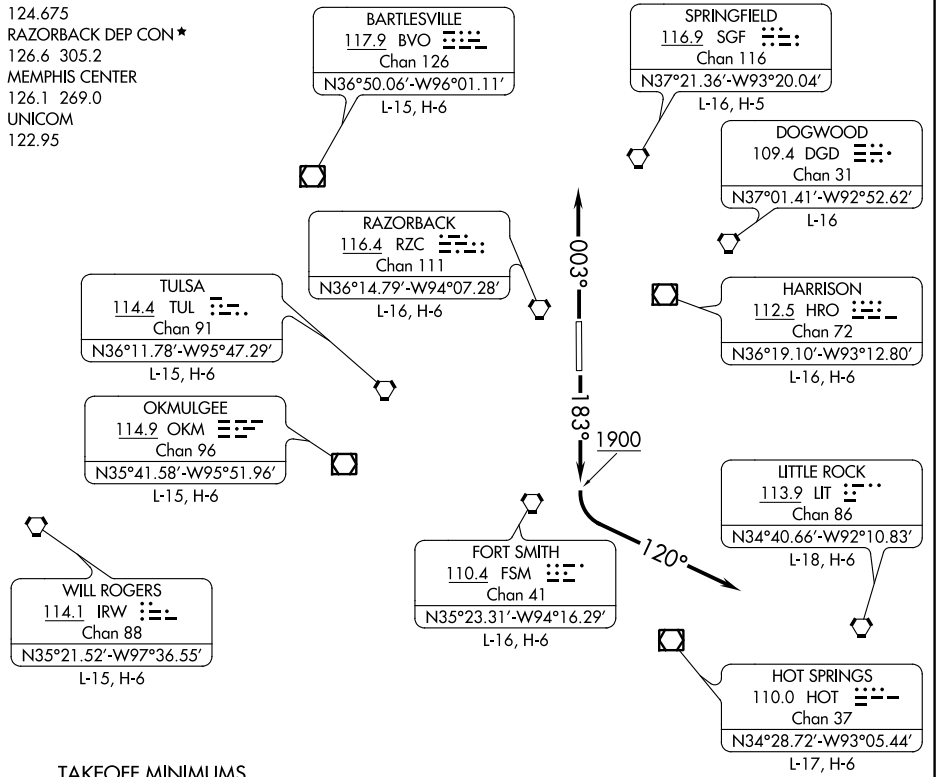 124.675
RAZORBACK DEP CON ★
126.6 305.2
MEMPHIS CENTER
126.1 269.0
UNICOM
122.95
BARTLESVILLE
117.9 BVO
Chan 126
N36°50.06′-W96°01.11′
L-15, H-6
SPRINGFIELD
116.9 SGF
Chan 116
N37°21.36′-W93°20.04′
L-16, H-5
DOGWOOD
109.4 DGD
Chan 31
N37°01.41′-W92°52.62′
L-16
RAZORBACK
116.4 RZC
Chan 111
N36°14.79′-W94°07.28′
L-16, H-6
003°
TULSA
114.4 TUL
Chan 91
N36°11.78′-W95°47.29′
L-15, H-6
HARRISON
112.5 HRO
Chan 72
N36°19.10′-W93°12.80′
L-16, H-6
183°
1900
OKMULGEE
114.9 OKM
Chan 96
N35°41.58′-W95°51.96′
L-15, H-6
LITTLE ROCK
113.9 LIT
Chan 86
N34°40.66′-W92°10.83′
L-18, H-6
120°
FORT SMITH
110.4 FSM
Chan 41
N35°23.31′-W94°16.29′
L-16, H-6
WILL ROGERS
114.1 IRW
Chan 88
N35°21.52′-W97°36.55′
L-15, H-6
HOT SPRINGS
110.0 HOT
Chan 37
N34°28.72′-W93°05.44′
L-17, H-6
TAKEOFF MINIMUMS